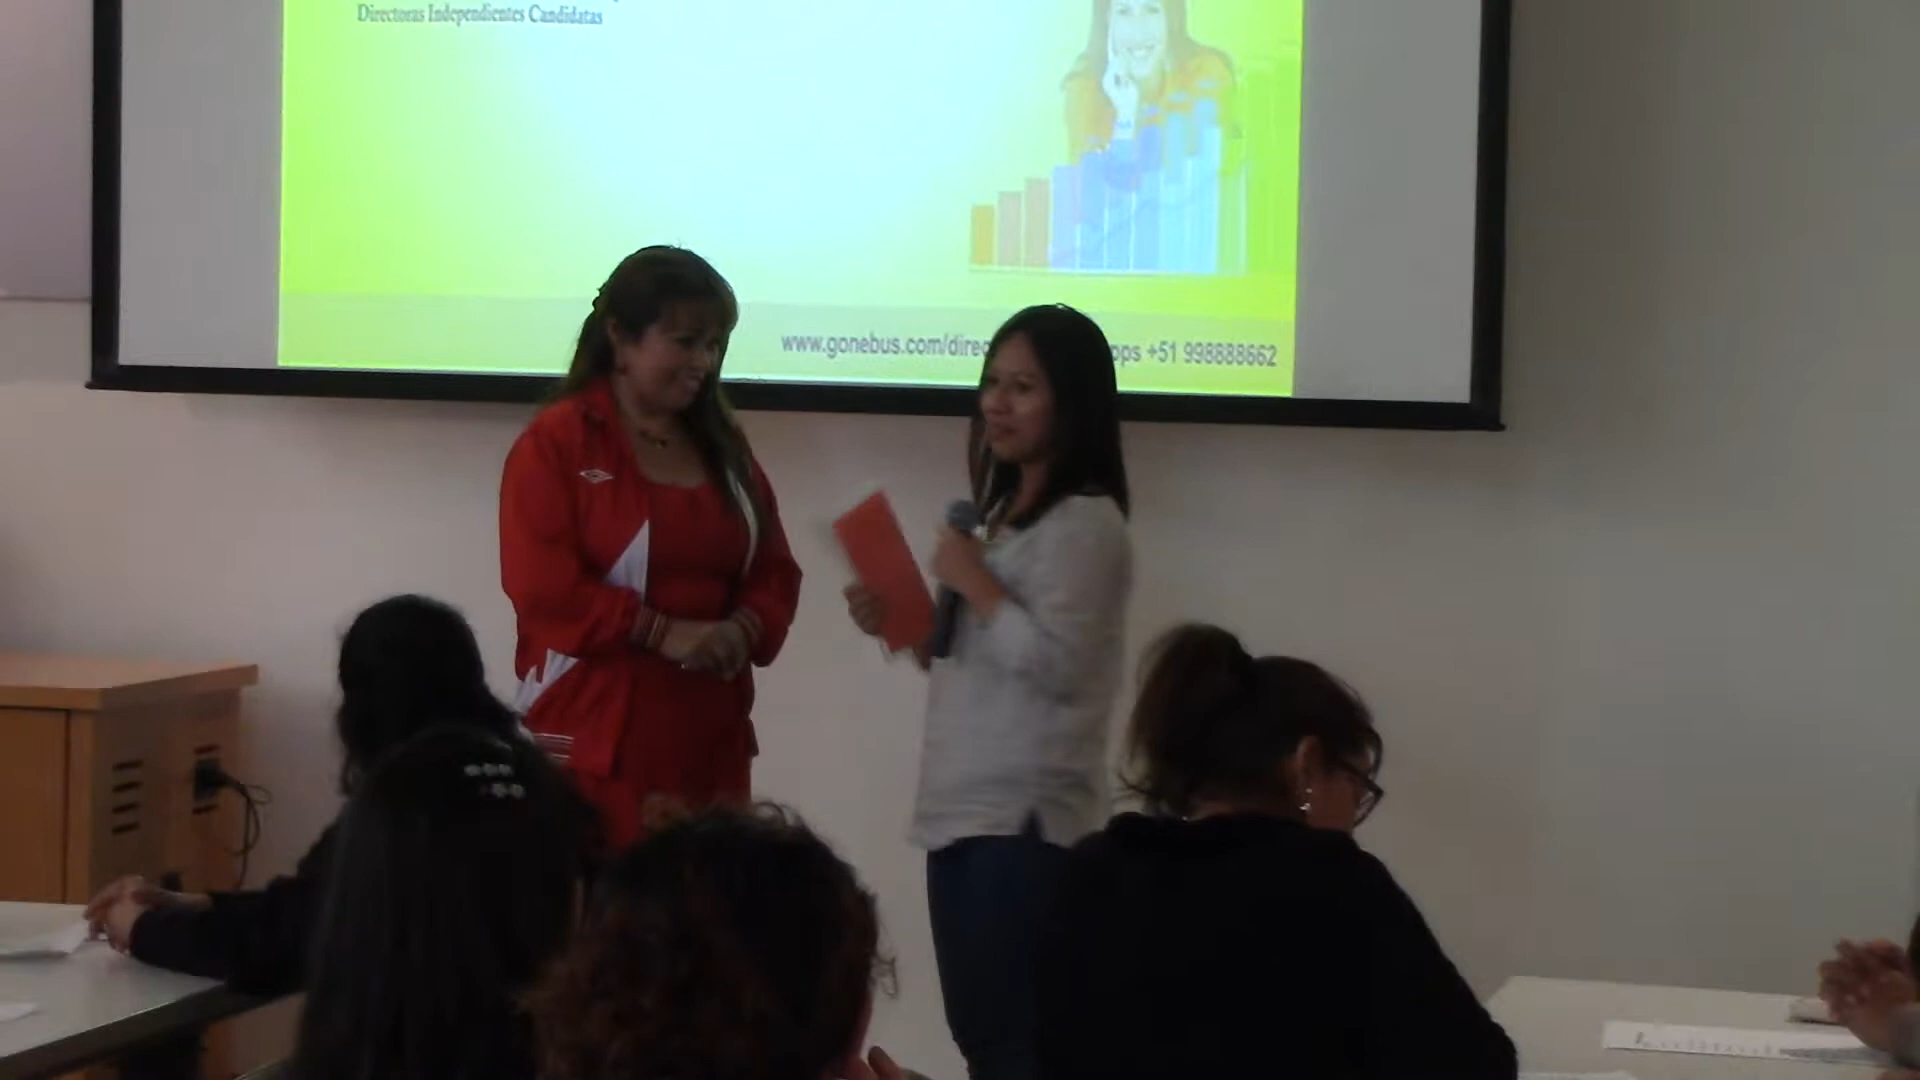 Directoras Independientes Candidatas
www.gonebus.com/direc
pps +51 998888662